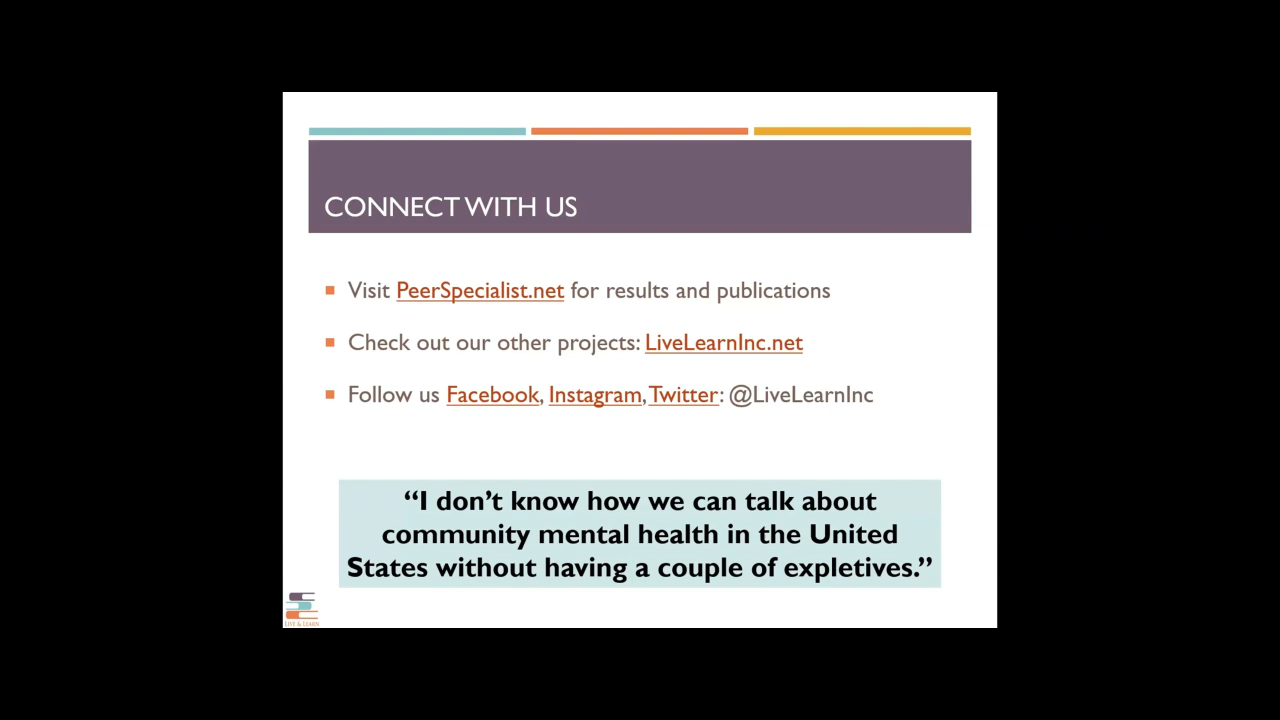 CONNECT WITH US
Visit PeerSpecialist.net for results and publications
Check out our other projects: LiveLearnInc.net
Follow us Facebook, Instagram, Twitter: @LiveLearnInc
“I don’t know how we can talk about
community mental health in the United
States without having a couple of expletives.”
LIVE & LEARN